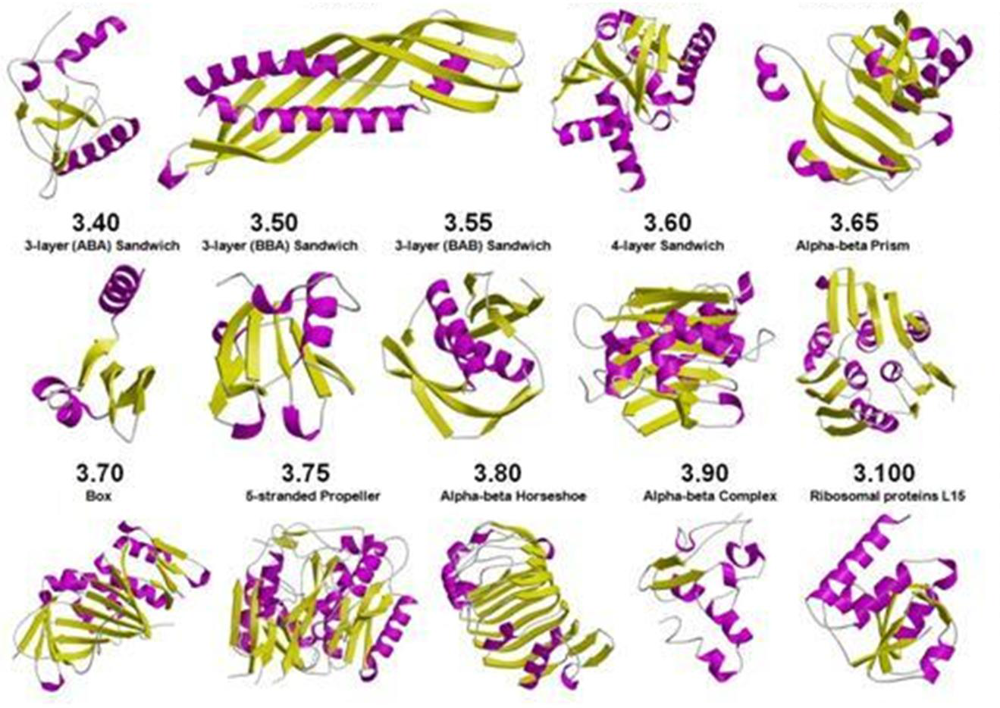 3.40 3.50 3.55 3.60 3.65
3-layer (ABA) Sandwich 3-layer (BBA) Sandwich 3-layer (BAB) Sandwich 4-layer Sandwich Alpha-beta Prism
3.70 3.75 3.80 3.90 3.100
Box 5-stranded Propeller Alpha-beta Horseshoe Alpha-beta Complex Ribosomal proteins L15